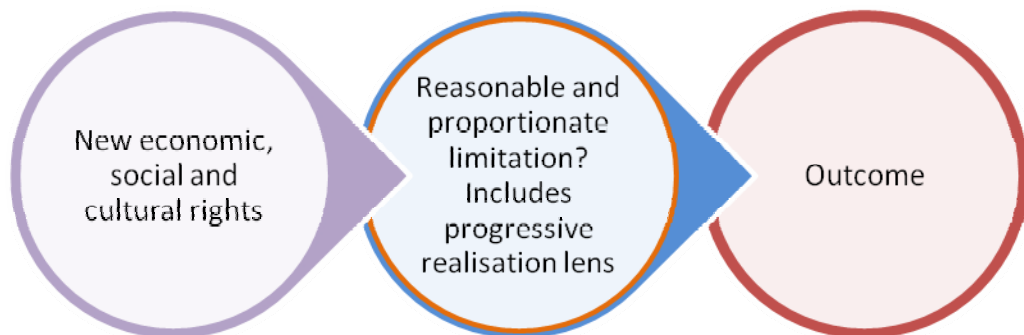 New economic,
social and
cultural rights
Reasonable and
proportionate
limitation?
Includes
progressive
realisation lens
Outcome